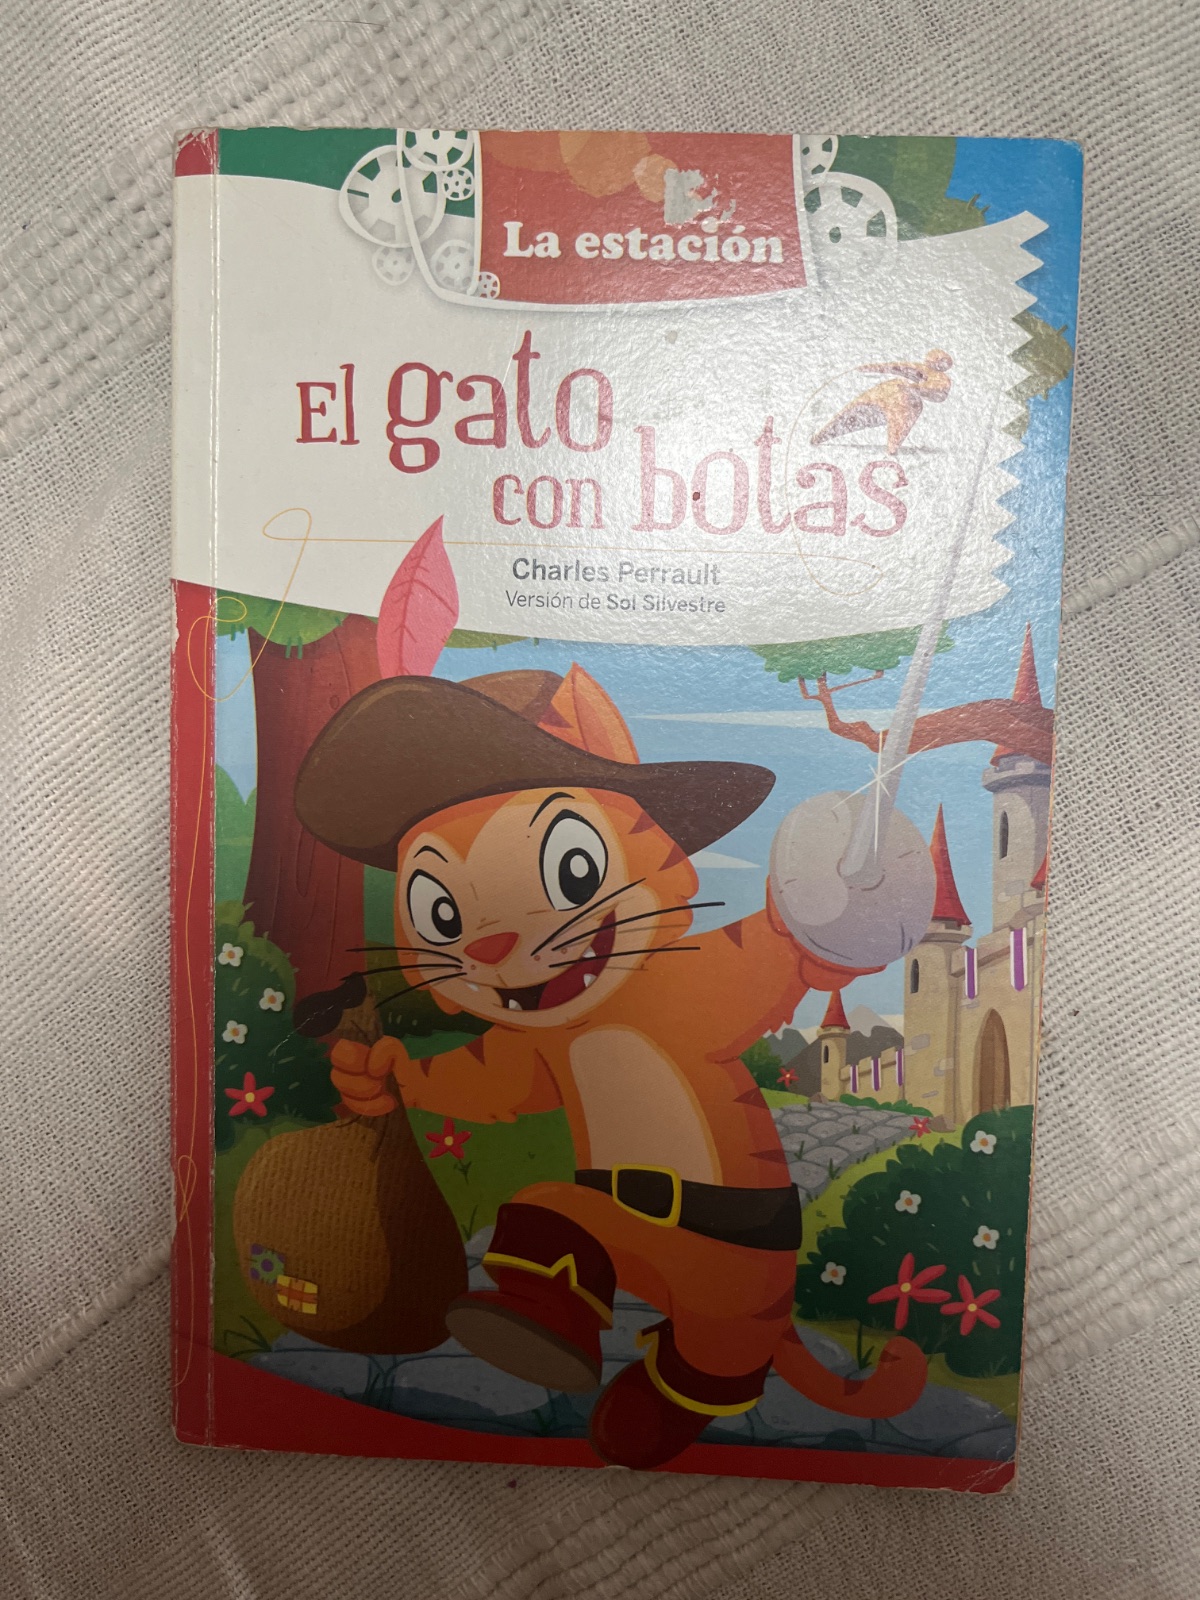 La estación
El gato
con botas
Charles Perrault
Versión de Sol Silvestre